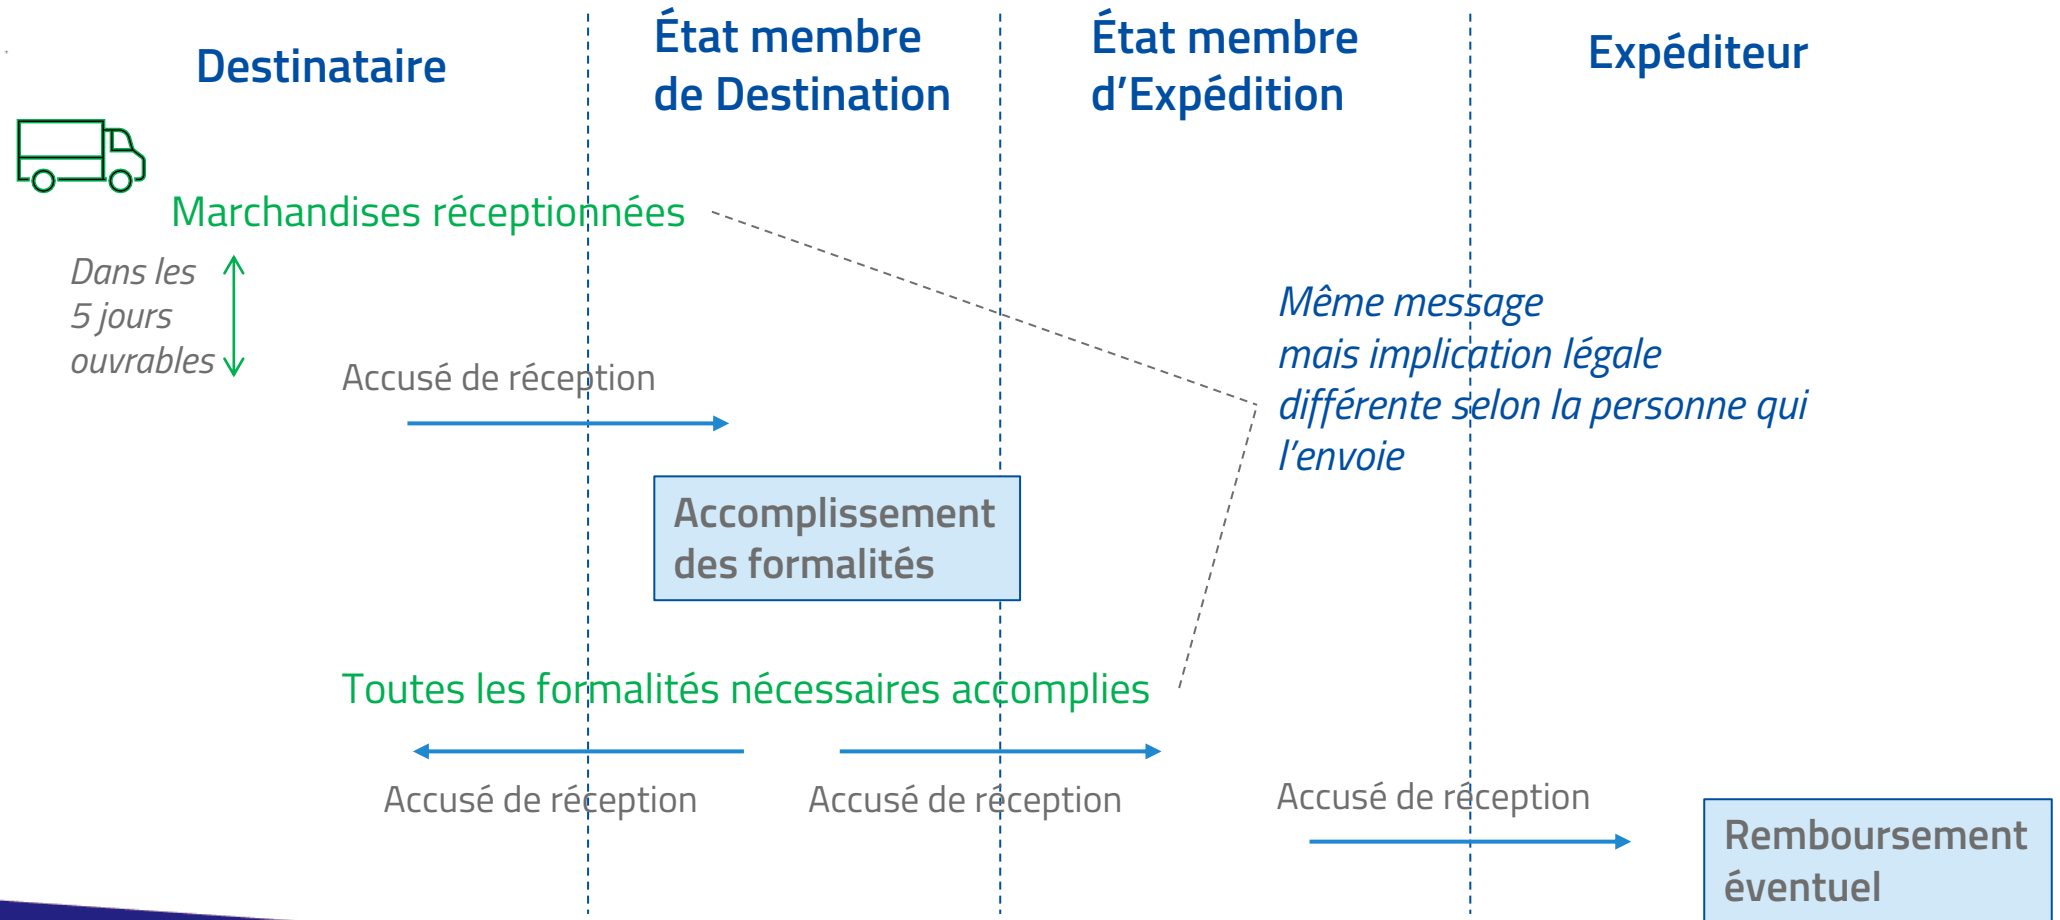 Destinataire
État membre
de Destination
État membre
d’Expédition
Expéditeur
Marchandises réceptionnées
Dans les
5 jours
ouvrables
Accusé de réception
Même message
mais implication légale
différente selon la personne qui
l’envoie
Accomplissement
des formalités
Toutes les formalités nécessaires accomplies
Accusé de réception
Accusé de réception
Accusé de réception
Remboursement
éventuel